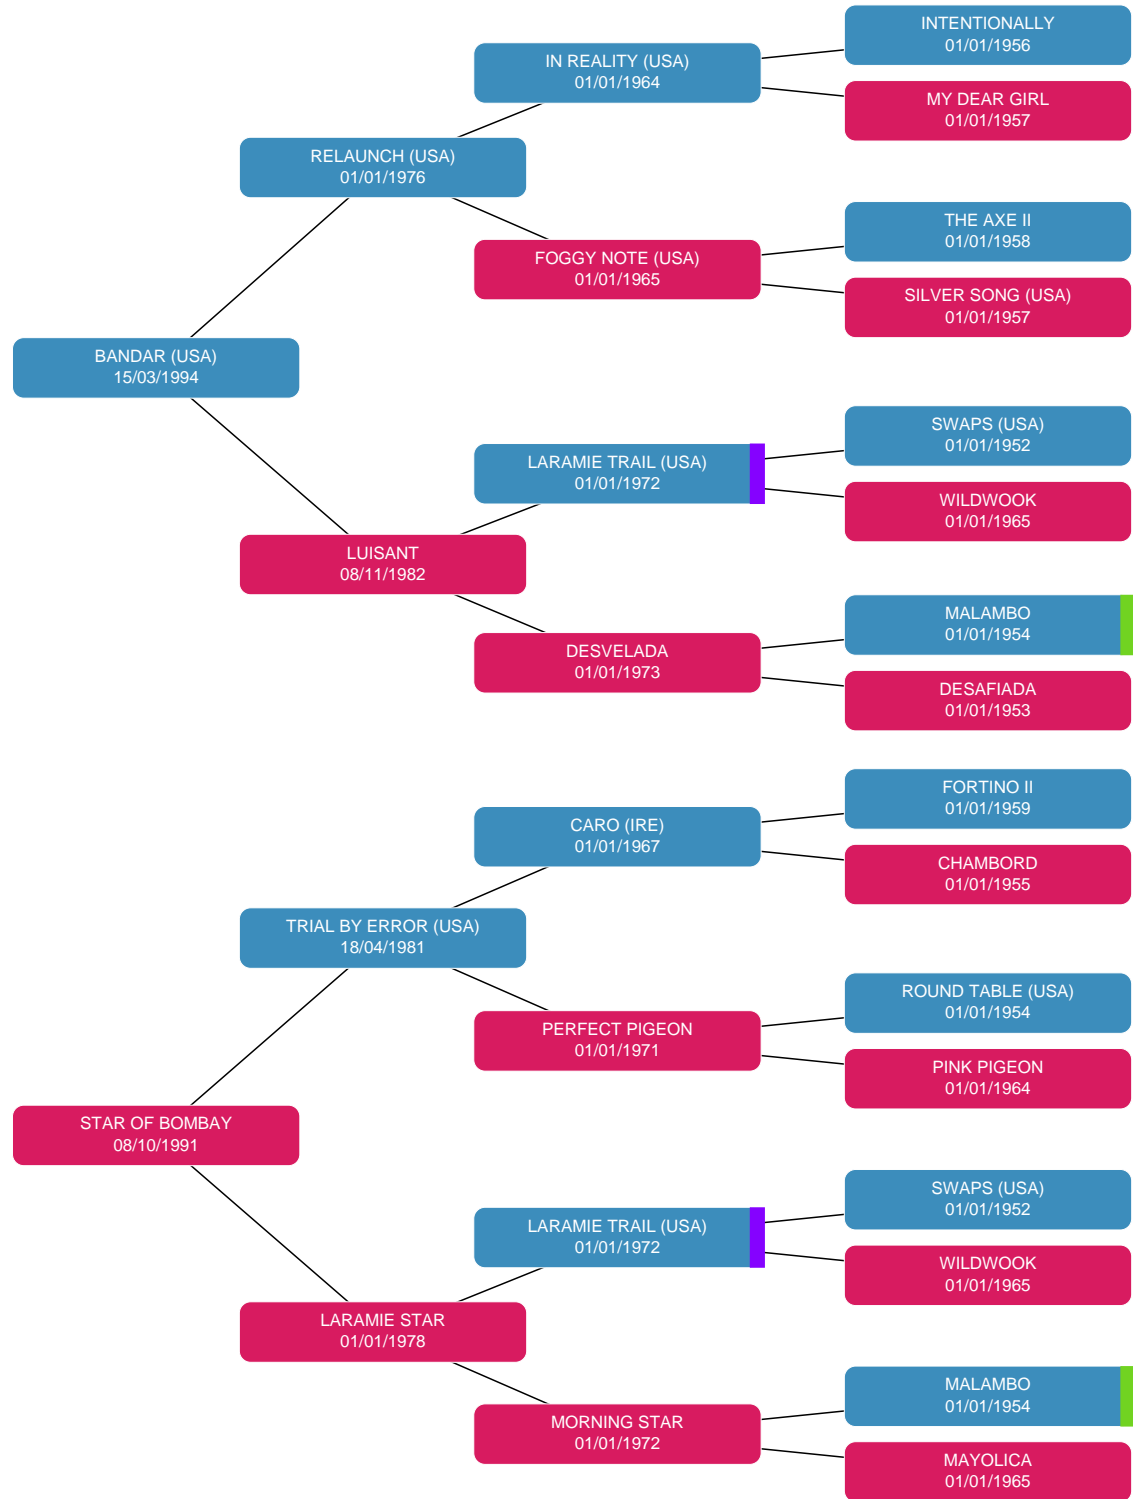 INTENTIONALLY
01/01/1956
IN REALITY (USA)
01/01/1964
MY DEAR GIRL
01/01/1957
RELAUNCH (USA)
01/01/1976
THE AXE II
01/01/1958
FOGGY NOTE (USA)
01/01/1965
SILVER SONG (USA)
01/01/1957
BANDAR (USA)
15/03/1994
SWAPS (USA)
01/01/1952
LARAMIE TRAIL (USA)
01/01/1972
WILDWOOK
01/01/1965
LUISANT
08/11/1982
MALAMBO
01/01/1954
DESVELADA
01/01/1973
DESAFIADA
01/01/1953
FORTINO II
01/01/1959
CARO (IRE)
01/01/1967
CHAMBORD
01/01/1955
TRIAL BY ERROR (USA)
18/04/1981
ROUND TABLE (USA)
01/01/1954
PERFECT PIGEON
01/01/1971
PINK PIGEON
01/01/1964
STAR OF BOMBAY
08/10/1991
SWAPS (USA)
01/01/1952
LARAMIE TRAIL (USA)
01/01/1972
WILDWOOK
01/01/1965
LARAMIE STAR
01/01/1978
MALAMBO
01/01/1954
MORNING STAR
01/01/1972
MAYOLICA
01/01/1965